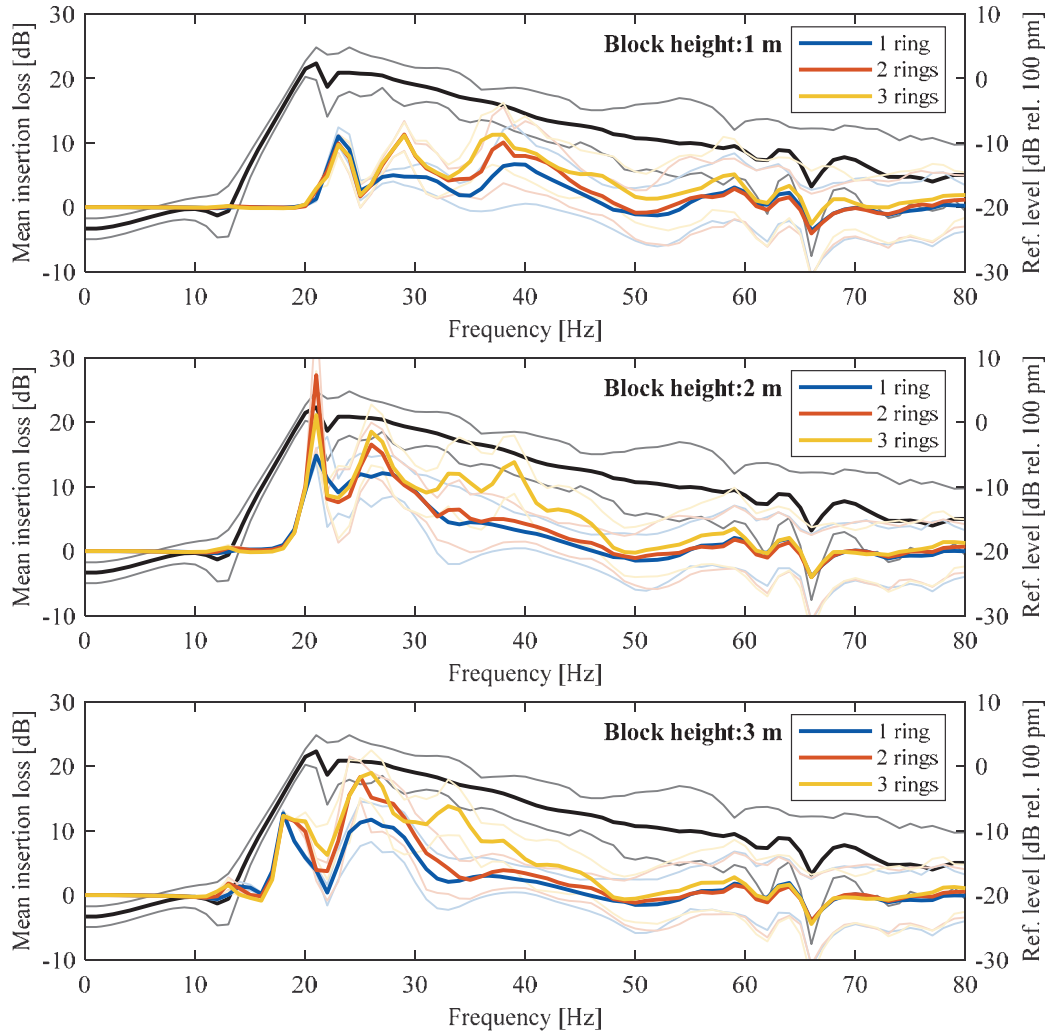 30
20
10
0
-10
Mean insertion loss [dB]
Block height:1 m
1 ring
2 rings
3 rings
10
0
-10
-20
-30
Ref. level [dB rel. 100 pm]
0 10 20 30 40 50 60 70 80
Frequency [Hz]
30
20
10
0
-10
Mean insertion loss [dB]
Block height:2 m
1 ring
2 rings
3 rings
10
0
-10
-20
-30
Ref. level [dB rel. 100 pm]
0 10 20 30 40 50 60 70 80
Frequency [Hz]
30
20
10
0
-10
Mean insertion loss [dB]
Block height:3 m
1 ring
2 rings
3 rings
10
0
-10
-20
-30
Ref. level [dB rel. 100 pm]
0 10 20 30 40 50 60 70 80
Frequency [Hz]